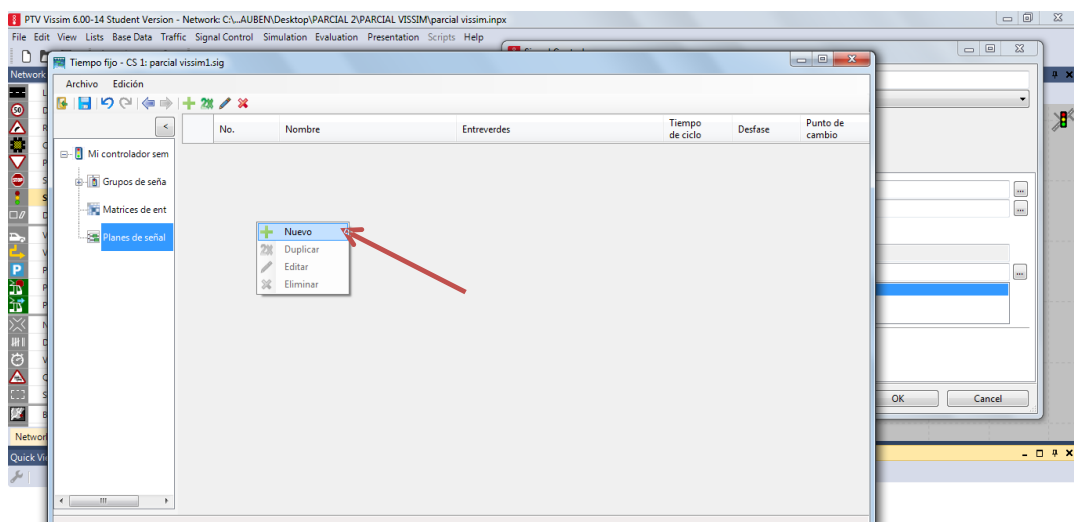 PTV Vissim 6.00-14 Student Version - Network: C:\...AUBEN\Desktop\PARCIAL 2\PARCIAL VISSIM\parcial vissim.inpx
File Edit View Lists Base Data Traffic Signal Control Simulation Evaluation Presentation Scripts Help
Tiempo fijo - CS 1: parcial vissim1.sig
Archivo Edición
No. Nombre Entreverdes Tiempo de ciclo Desfase Punto de cambio
Mi controlador sem
Grupos de seña
Matrices de ent
Planes de señal
Nuevo
Duplicar
Editar
Eliminar
OK Cancel
Networ
Quick Vi